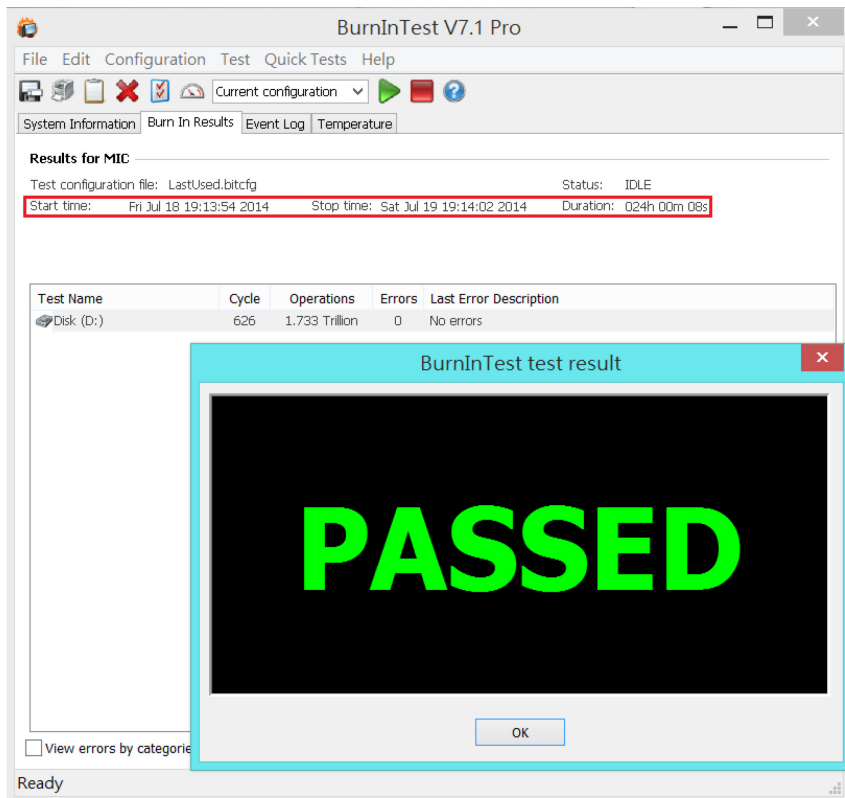 BurnInTest V7.1 Pro
File Edit Configuration Test Quick Tests Help
Current configuration
System Information Burn In Results Event Log Temperature
Results for MIC
Test configuration file: LastUsed.bitcfg Status: IDLE
Start time: Fri Jul 18 19:13:54 2014 Stop time: Sat Jul 19 19:14:02 2014 Duration: 024h 00m 08s
Test Name Cycle Operations Errors Last Error Description
Disk (D:) 626 1.733 Trillion 0 No errors
BurnInTest test result
PASSED
OK
View errors by categorie
Ready